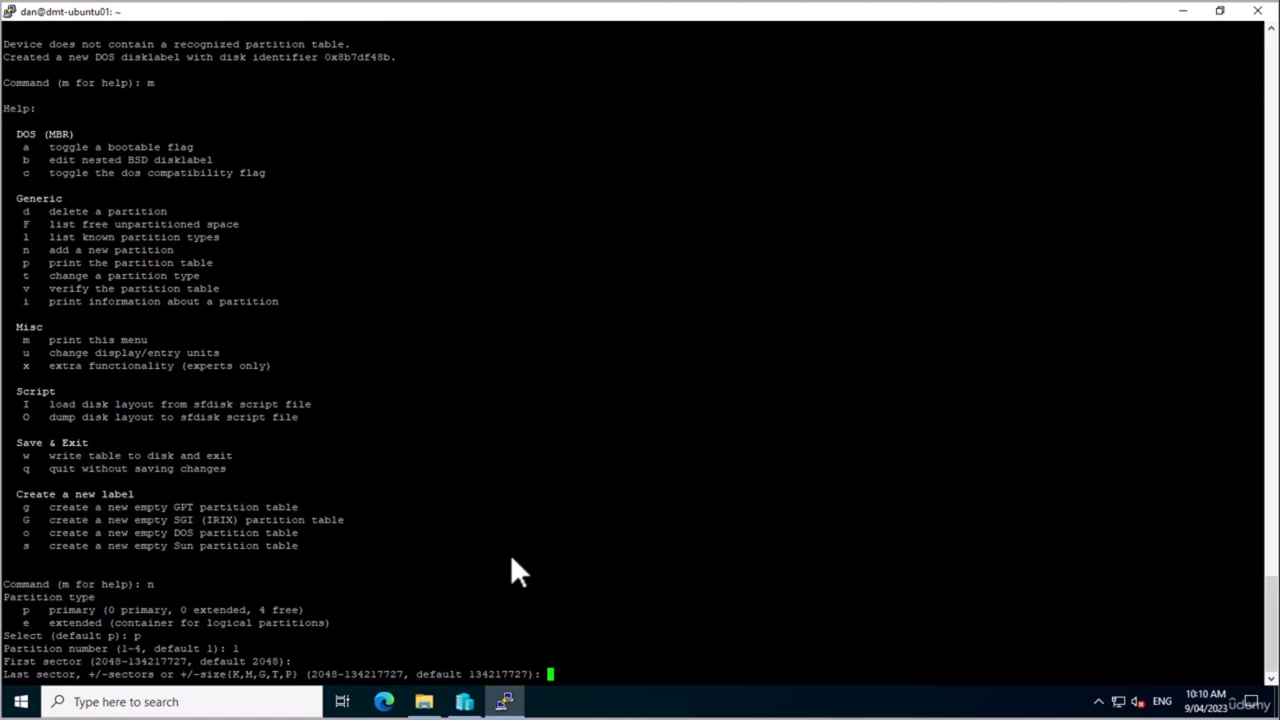 dan@dmt-ubuntu01: ~
Device does not contain a recognized partition table.
Created a new DOS disklabel with disk identifier 0x8b7df48b.
Command (m for help): m
Help:
DOS (MBR)
a   toggle a bootable flag
b   edit nested BSD disklabel
c   toggle the dos compatibility flag
Generic
d   delete a partition
F   list free unpartitioned space
l   list known partition types
n   add a new partition
p   print the partition table
t   change a partition type
v   verify the partition table
i   print information about a partition
Misc
m   print this menu
u   change display/entry units
x   extra functionality (experts only)
Script
I   load disk layout from sfdisk script file
O   dump disk layout to sfdisk script file
Save & Exit
w   write table to disk and exit
q   quit without saving changes
Create a new label
g   create a new empty GPT partition table
G   create a new empty SGI (IRIX) partition table
o   create a new empty DOS partition table
s   create a new empty Sun partition table
Command (m for help): n
Partition type
p   primary (0 primary, 0 extended, 4 free)
e   extended (container for logical partitions)
Select (default p): p
Partition number (1-4, default 1): 1
First sector (2048-134217727, default 2048):
Last sector, +/-sectors or +/-size{K,M,G,T,P} (2048-134217727, default 134217727):
Type here to search
ENG
10:10 AM
9/04/2023
udemy